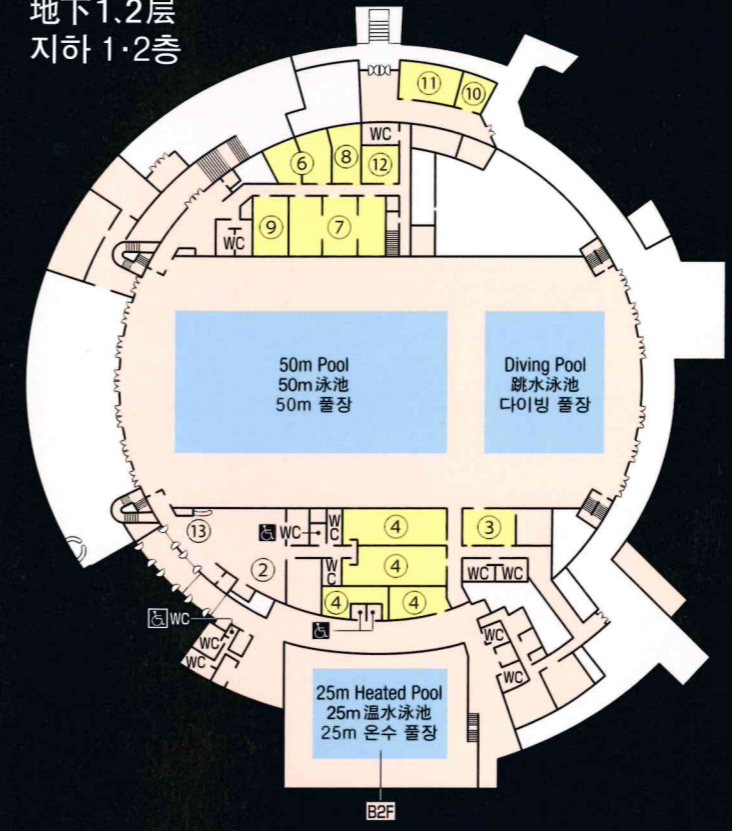 地下1.2层
지하 1·2층
⑪
⑩
WC
⑥
⑧
⑫
⑨
⑦
WC
50m Pool
50m泳池
50m 풀장
Diving Pool
跳水泳池
다이빙 풀장
⑬
WC
WC
④
③
②
WC
④
WC WC
④
④
WC
WC
WC
WC
WC
25m Heated Pool
25m温水泳池
25m 온수 풀장
B2F